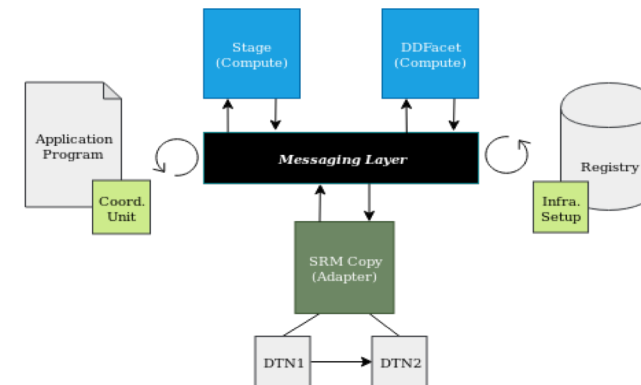 Stage
(Compute)
DDFacet
(Compute)
Application
Program
Messaging Layer
Registry
Coord.
Unit
Infra.
Setup
SRM Copy
(Adapter)
DTN1
DTN2